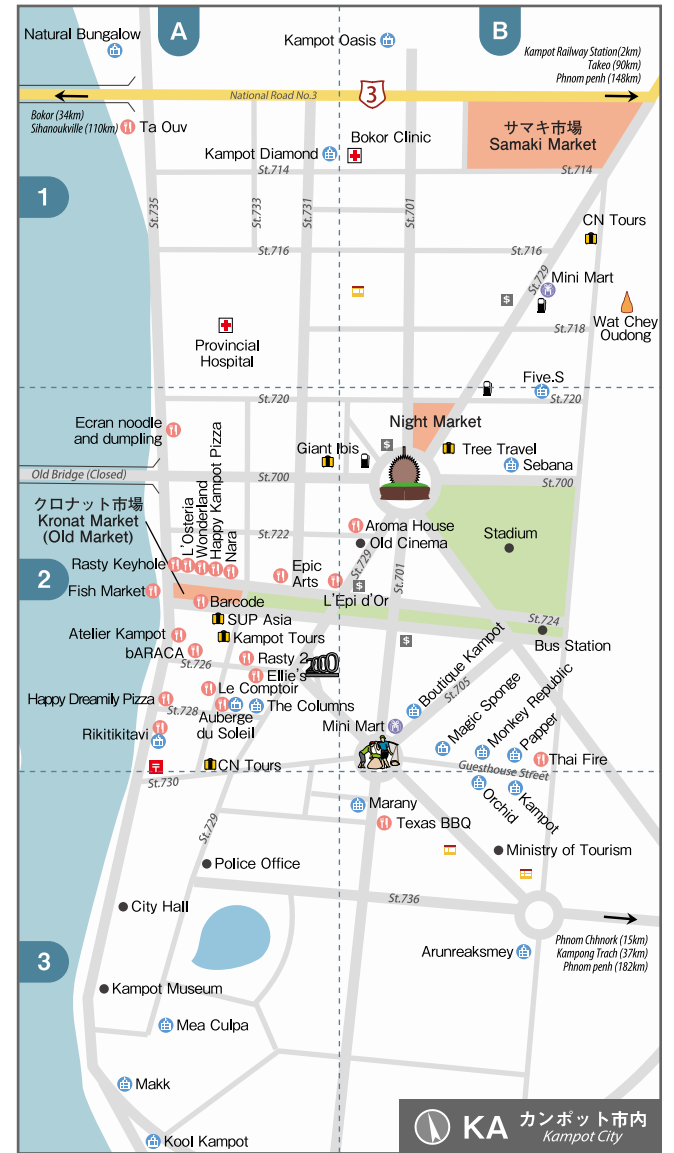 A
B
Natural Bungalow
Kampot Oasis
Kampot Railway Station(2km)
Takeo (90km)
Phnom penh (148km)
National Road No.3
3
Bokor (34km)
Sihanoukville (110km)
Ta Ouv
サマキ市場
Samaki Market
Bokor Clinic
Kampot Diamond
St.714
St.714
1
St.735
St.733
St.731
St.701
CN Tours
St.716
St.716
St.729
Mini Mart
$
Wat Chey
Oudong
St.718
Provincial
Hospital
Five.S
St.720
St.720
Ecran noodle
and dumpling
Night Market
$
Giant Ibis
Tree Travel
Sebana
Old Bridge (Closed)
St.700
St.700
クロナット市場
Kronat Market
(Old Market)
L'Osteria
Wonderland
Happy Kampot Pizza
Nara
Aroma House
Old Cinema
St.722
Stadium
St.729
St.701
Rasty Keyhole
Epic
Arts
2
Fish Market
$
L'Epi d'Or
Barcode
SUP Asia
St.724
Atelier Kampot
Kampot Tours
Bus Station
$
bARACA
St.726
Rasty 2
2000
Ellie's
Boutique Kampot
St.705
Le Comptoir
Happy Dreamily Pizza
St.728
The Columns
Auberge
du Soleil
Magic Sponge
Monkey Republic
Papper
Rikitikitavi
Mini Mart
Thai Fire
CN Tours
Guesthouse Street
〒
St.730
Orchid
Kampot
Marany
Texas BBQ
St.729
Ministry of Tourism
Police Office
St.736
City Hall
Phnom Chhnork (15km)
Kampong Trach (37km)
Phnom penh (182km)
Arunreaksmey
3
Kampot Museum
Mea Culpa
Makk
Kool Kampot
KA カンポット市内
Kampot City